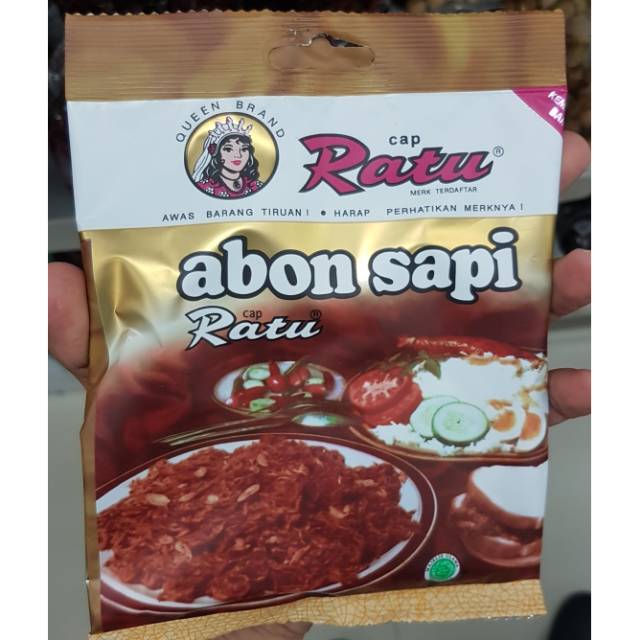 QUEEN BRAND
cap
Ratu®
MERK TERDAFTAR
AWAS BARANG TIRUAN ! • HARAP PERHATIKAN MERKNYA !
abon sapi
cap
Ratu®